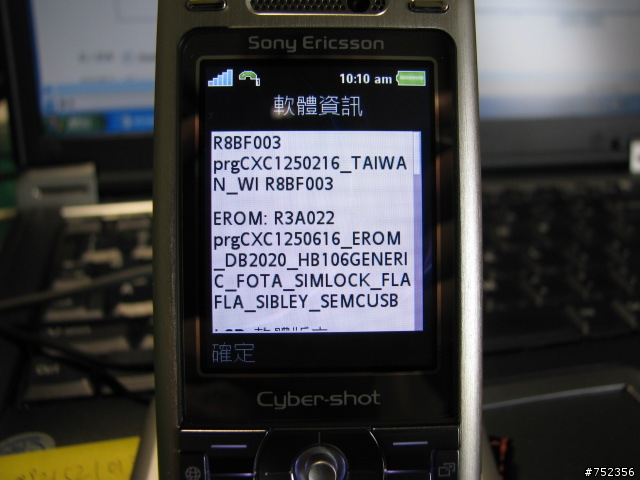 Sony Ericsson
10:10 am
軟體資訊
R8BF003
prgCXC1250216_TAIWA
N_WI R8BF003
EROM: R3A022
prgCXC1250616_EROM
_DB2020_HB106GENERI
C_FOTA_SIMLOCK_FLA
FLA_SIBLEY_SEMCUSB
確定
Cyber-shot
#752356